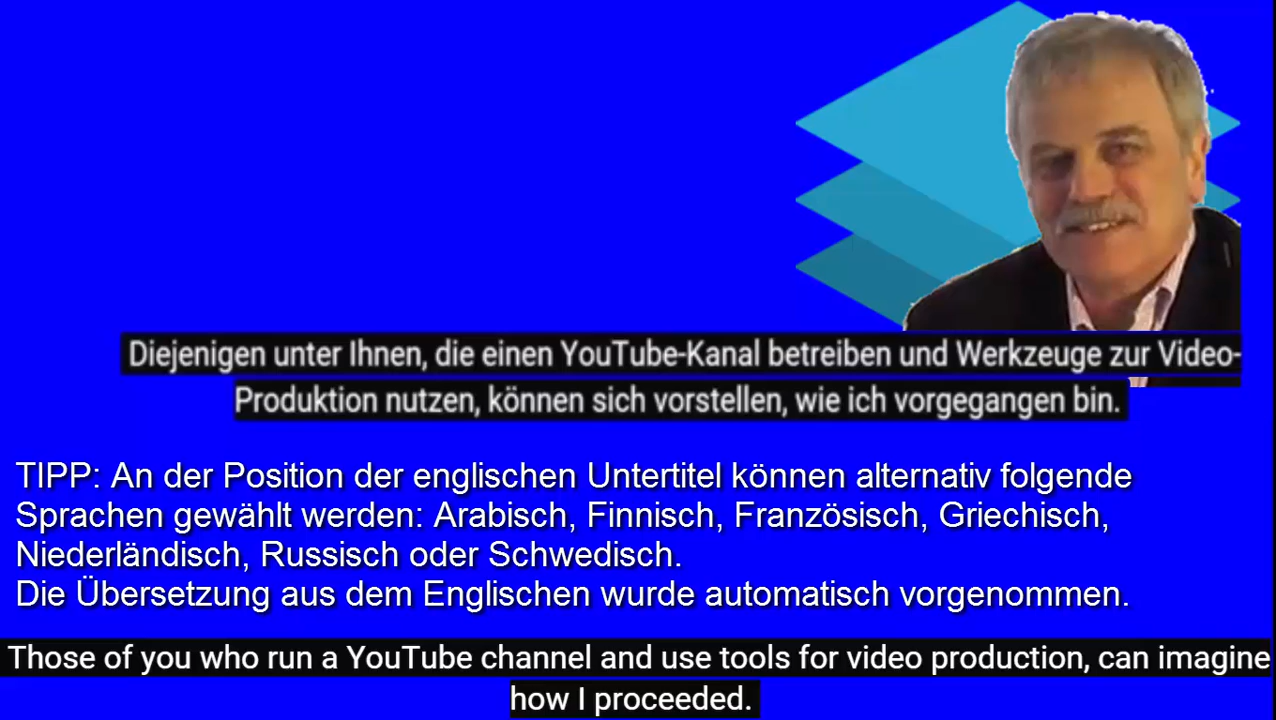 Diejenigen unter Ihnen, die einen YouTube-Kanal betreiben und Werkzeuge zur Video-
Produktion nutzen, können sich vorstellen, wie ich vorgegangen bin.
TIPP: An der Position der englischen Untertitel können alternativ folgende
Sprachen gewählt werden: Arabisch, Finnisch, Französisch, Griechisch,
Niederländisch, Russisch oder Schwedisch.
Die Übersetzung aus dem Englischen wurde automatisch vorgenommen.
Those of you who run a YouTube channel and use tools for video production, can imagine
how I proceeded.